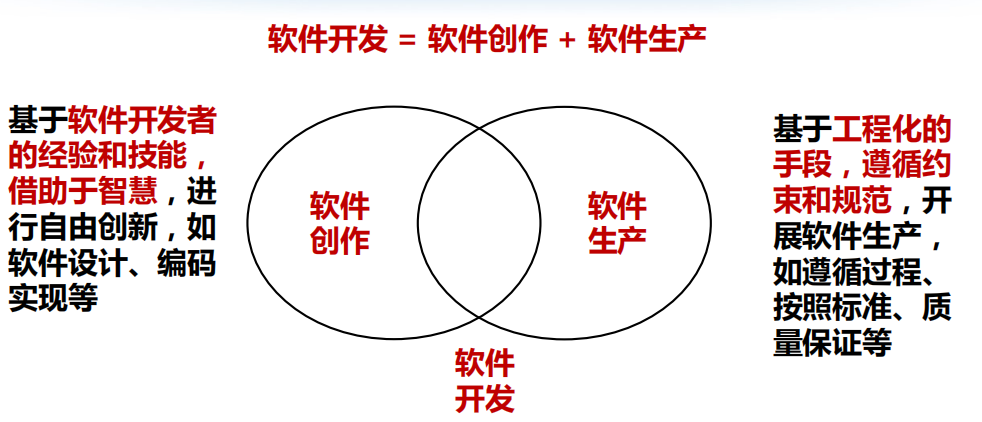 软件开发 = 软件创作 + 软件生产
基于软件开发者
的经验和技能，
借助于智慧，进
行自由创新，如
软件设计、编码
实现等
软件
创作
软件
生产
软件
开发
基于工程化的
手段，遵循约
束和规范，开
展软件生产，
如遵循过程、
按照标准、质
量保证等